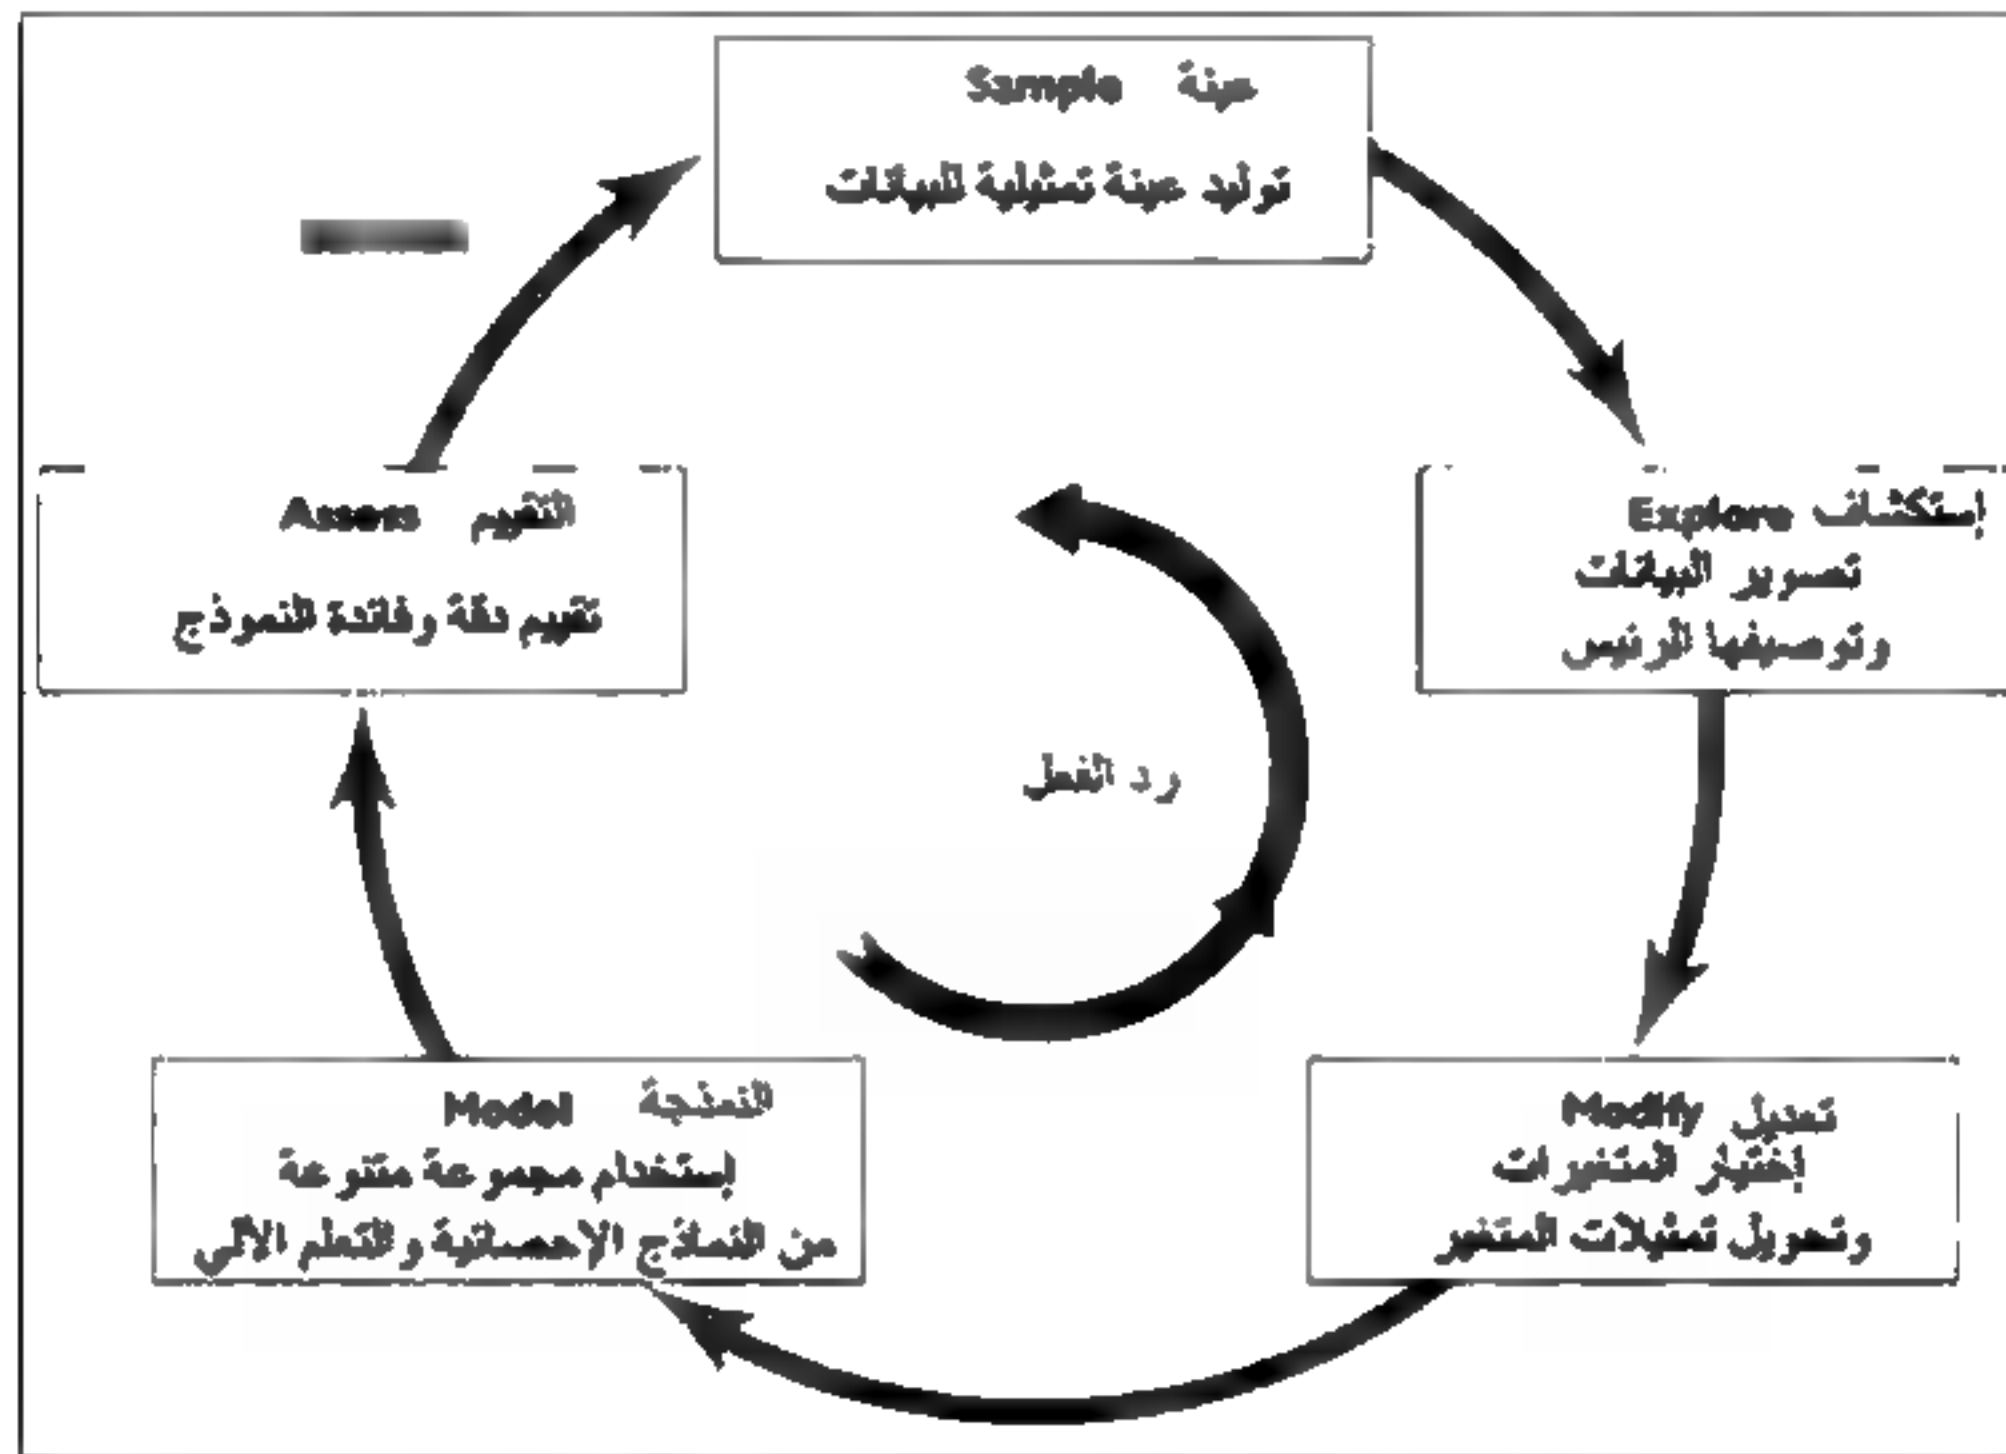 عينة Sample
توليد عينة تمثيلية للبيانات
إستكشاف Explore
تصوير البيانات
وتوصيفها الرئيس
تعديل Modify
إختيار المتغيرات
وتحويل تمثيلات المتغير
النمذجة Model
إستخدام مجموعة متنوعة
من النماذج الإحصائية والتعلم الآلي
التقييم Assess
تقييم دقة وفائدة النموذج
رد الفعل